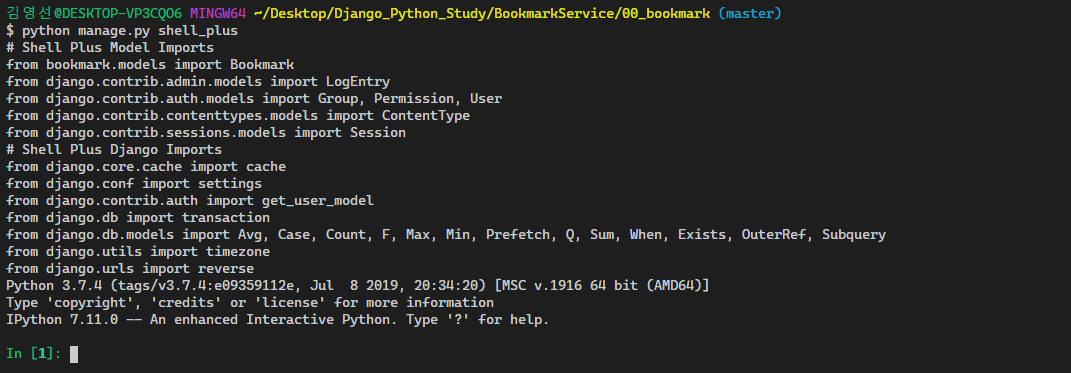 김영선@DESKTOP-VP3CQO6 MINGW64 ~/Desktop/Django_Python_Study/BookmarkService/00_bookmark (master)
$ python manage.py shell_plus
# Shell Plus Model Imports
from bookmark.models import Bookmark
from django.contrib.admin.models import LogEntry
from django.contrib.auth.models import Group, Permission, User
from django.contrib.contenttypes.models import ContentType
from django.contrib.sessions.models import Session
# Shell Plus Django Imports
from django.core.cache import cache
from django.conf import settings
from django.contrib.auth import get_user_model
from django.db import transaction
from django.db.models import Avg, Case, Count, F, Max, Min, Prefetch, Q, Sum, When, Exists, OuterRef, Subquery
from django.utils import timezone
from django.urls import reverse
Python 3.7.4 (tags/v3.7.4:e09359112e, Jul  8 2019, 20:34:20) [MSC v.1916 64 bit (AMD64)]
Type 'copyright', 'credits' or 'license' for more information
IPython 7.11.0 -- An enhanced Interactive Python. Type '?' for help.
In [1]: